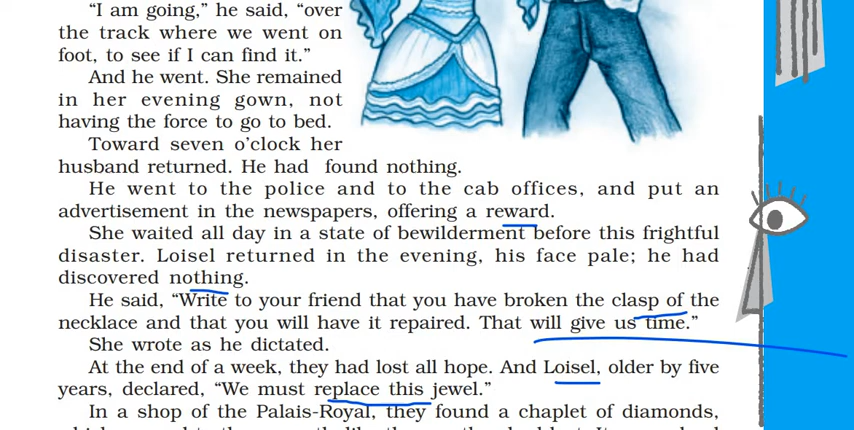 “I am going,” he said, “over
the track where we went on
foot, to see if I can find it.”
And he went. She remained
in her evening gown, not
having the force to go to bed.
Toward seven o’clock her
husband returned. He had found nothing.
He went to the police and to the cab offices, and put an
advertisement in the newspapers, offering a reward.
She waited all day in a state of bewilderment before this frightful
disaster. Loisel returned in the evening, his face pale; he had
discovered nothing.
He said, “Write to your friend that you have broken the clasp of the
necklace and that you will have it repaired. That will give us time.”
She wrote as he dictated.
At the end of a week, they had lost all hope. And Loisel, older by five
years, declared, “We must replace this jewel.”
In a shop of the Palais-Royal, they found a chaplet of diamonds,